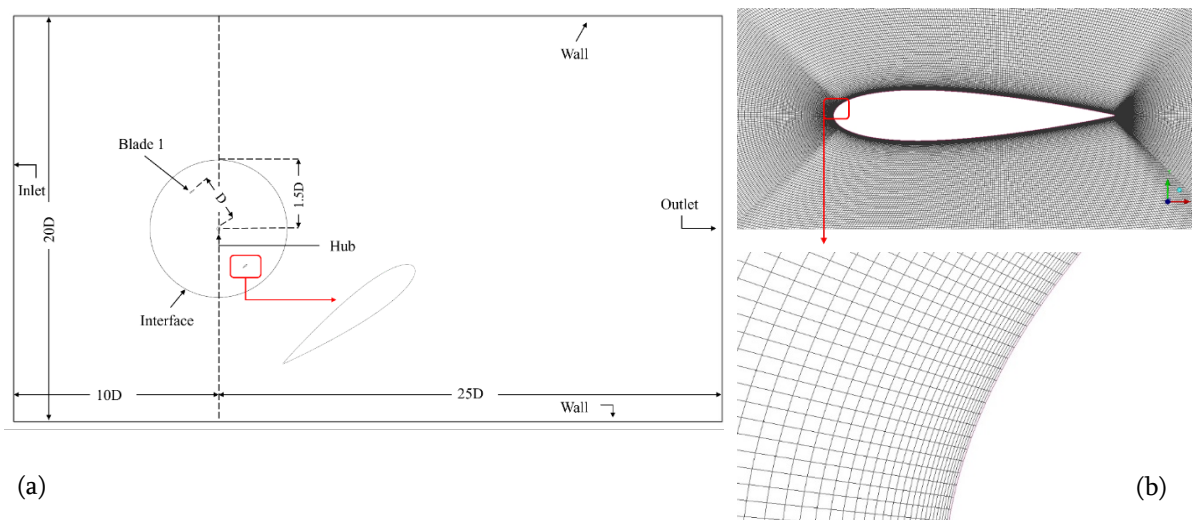 Wall
Blade 1
D
1.5D
Inlet
20D
Outlet
Hub
Interface
10D
25D
Wall
(a)
(b)